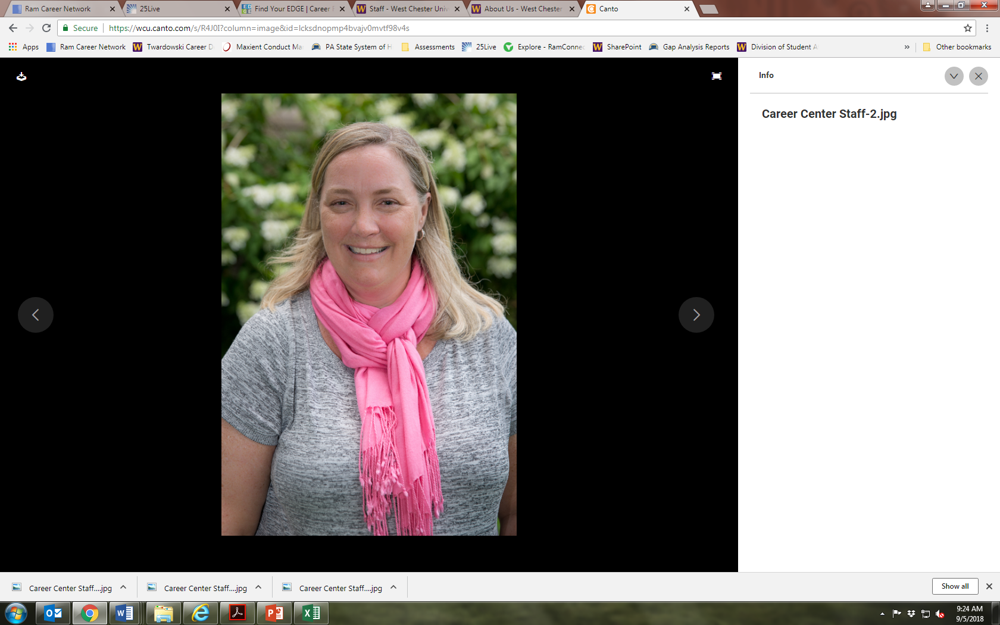 Ram Career Network
25Live
Find Your EDGE | Career
Staff - West Chester Univ
About Us - West Chester
Canto
Secure
https://wcu.canto.com/s/R4J0I?column=image&id=lcksdnopmp4bvajv0mvtf98v4s
Apps
Ram Career Network
Twardowski Career D
Maxient Conduct Ma
PA State System of H
Assessments
25Live
Explore - RamConnec
SharePoint
Gap Analysis Reports
Division of Student A
»
Other bookmarks
Info
Career Center Staff-2.jpg
Career Center Staff....jpg
Career Center Staff....jpg
Career Center Staff....jpg
Show all
9:24 AM
9/5/2018